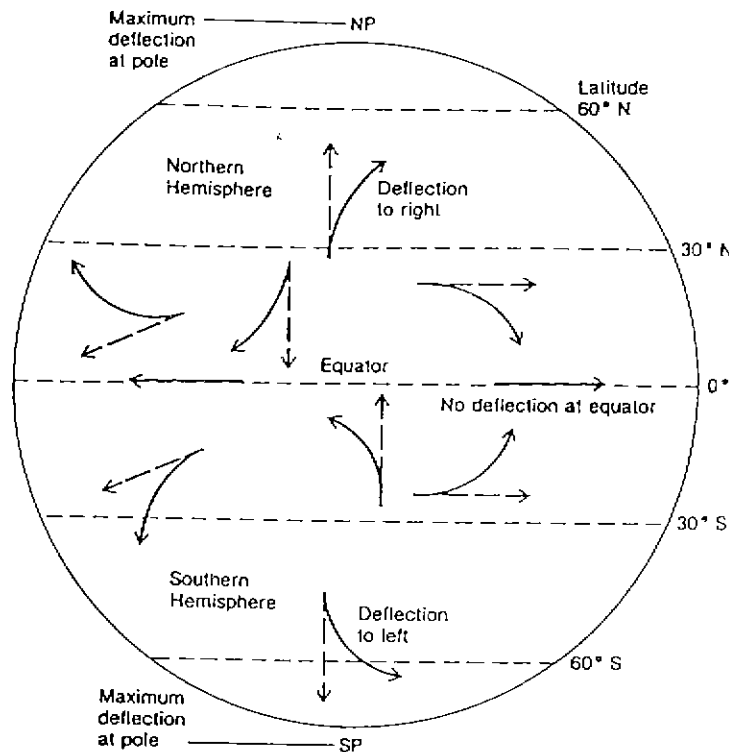 Maximum
deflection
at pole
NP
Latitude
60° N
Northern
Hemisphere
Deflection
to right
30° N
Equator
0°
No deflection at equator
30° S
Southern
Hemisphere
Deflection
to left
60° S
Maximum
deflection
at pole
SP